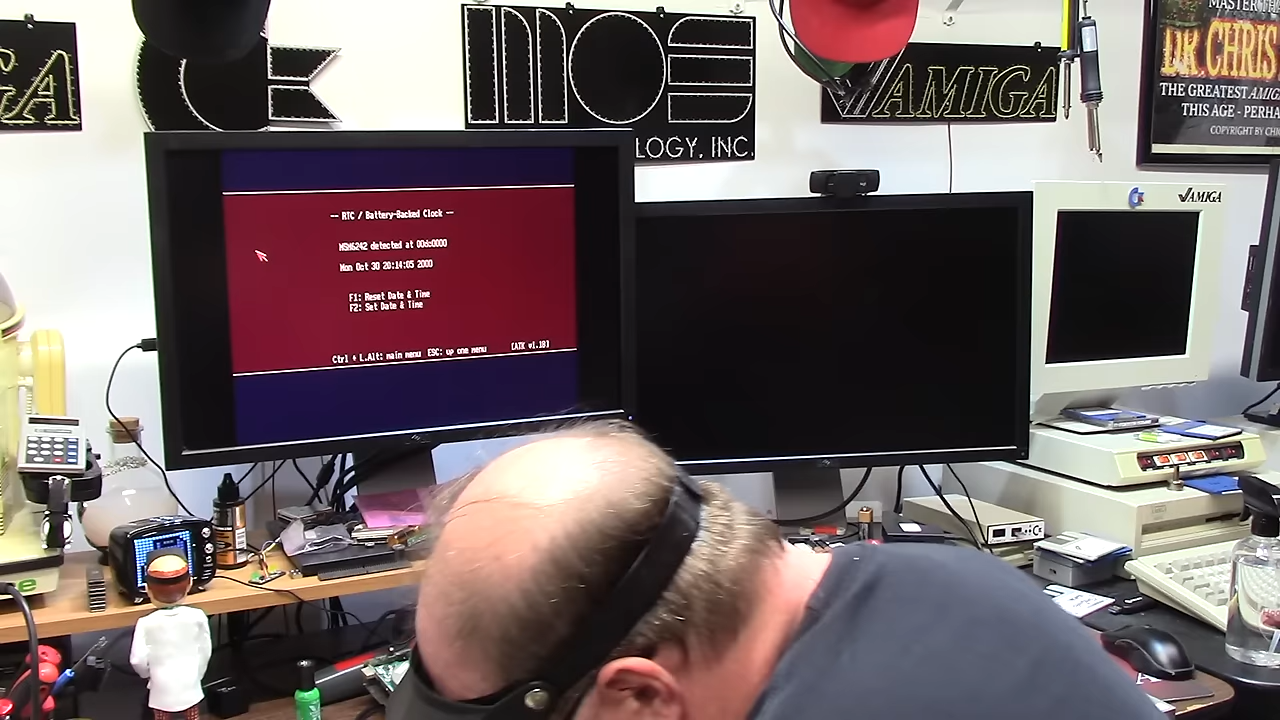 GA
MOS
LOGY, INC.
AMIGA
MASTER
DR. CHRIS
THE GREATEST AMIG
THIS AGE - PERHA
COPYRIGHT BY CH
AMIGA
-- RTC / Battery-Backed Clock --
MSM6242 detected at 00dc0000
Mon Oct 30 20:14:05 2000
F1: Reset Date & Time
F2: Set Date & Time
Ctrl + L.Alt: main menu ESC: up one menu [ATK v1.18]